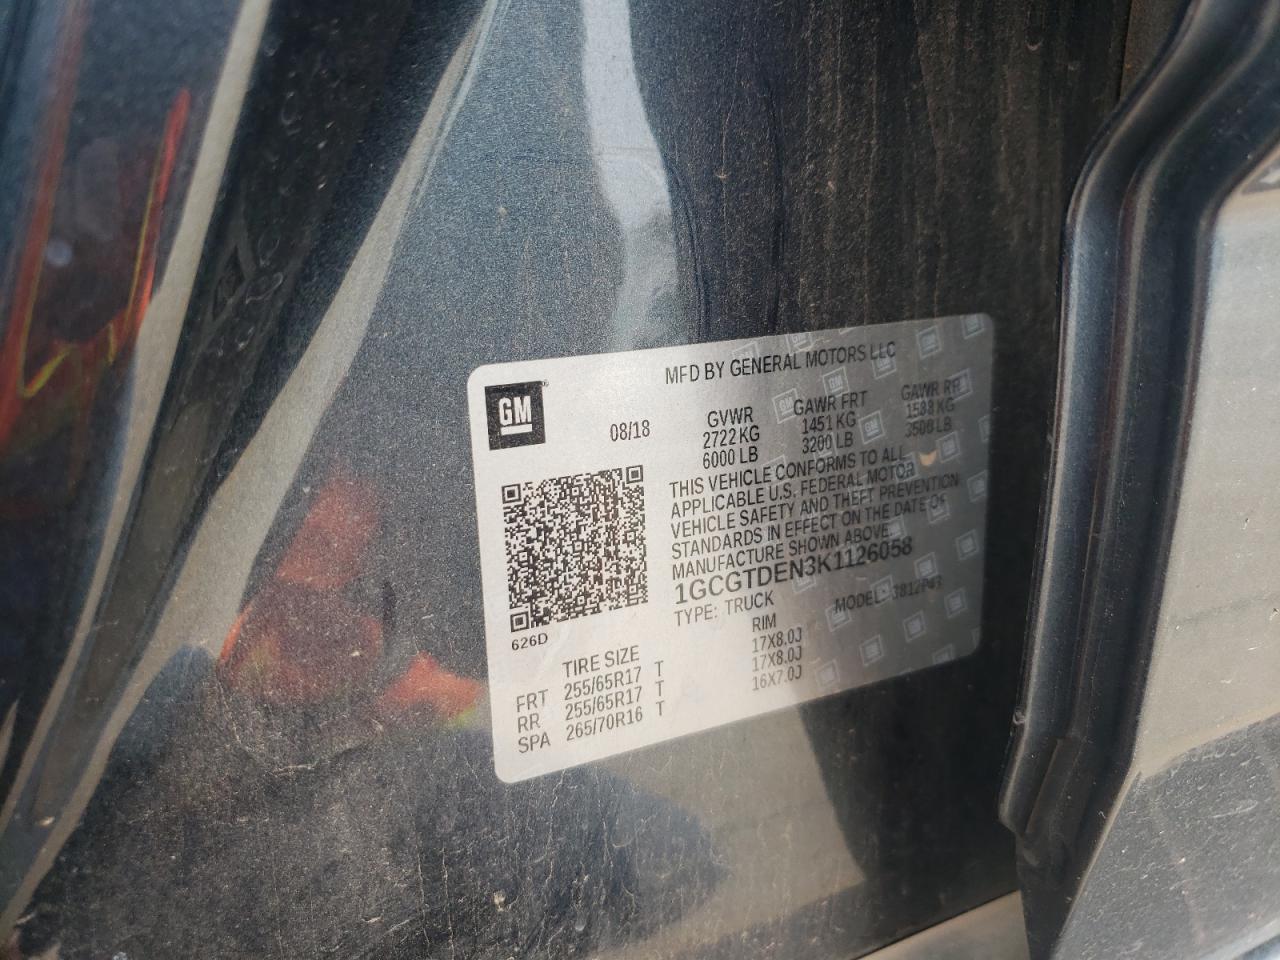 MFD BY GENERAL MOTORS LLC
GM
08/18
GVWR GAWR FRT GAWR RR
2722 KG 1451 KG 1588 KG
6000 LB 3200 LB 3500 LB
THIS VEHICLE CONFORMS TO ALL
APPLICABLE U.S. FEDERAL MOTOR
VEHICLE SAFETY AND THEFT PREVENTION
STANDARDS IN EFFECT ON THE DATE OF
MANUFACTURE SHOWN ABOVE.
1GCGTDEN3K1126058
TYPE: TRUCK MODEL:
626D
TIRE SIZE RIM
FRT 255/65R17 T 17X8.0J
RR 255/65R17 T 17X8.0J
SPA 265/70R16 T 16X7.0J